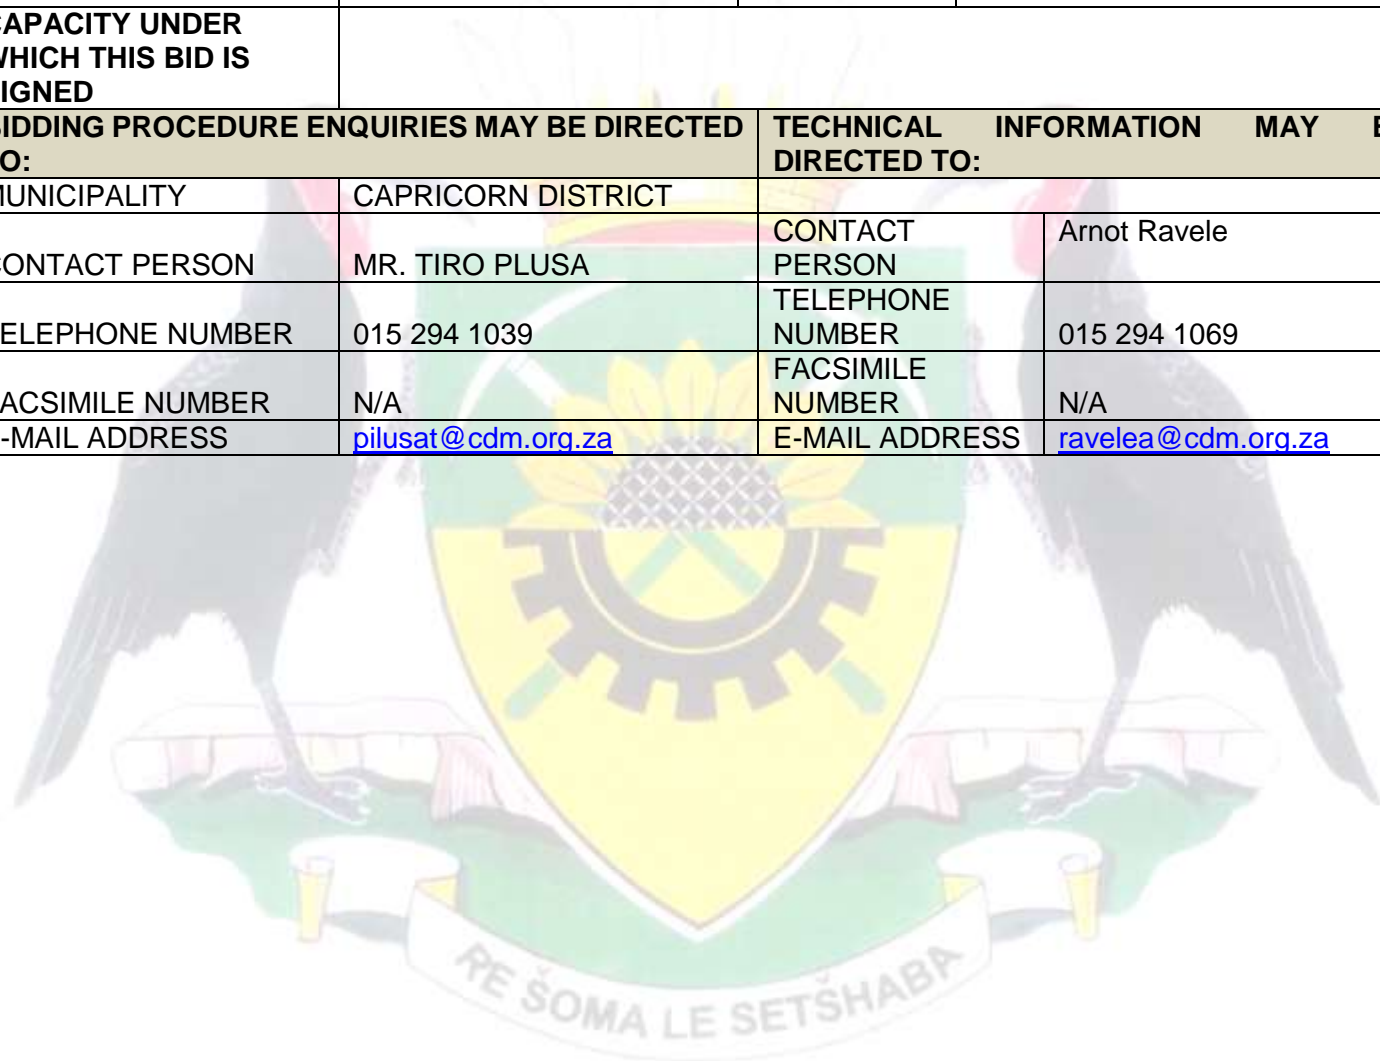 CAPACITY UNDER
WHICH THIS BID IS
SIGNED
BIDDING PROCEDURE ENQUIRIES MAY BE DIRECTED
TO:
TECHNICAL INFORMATION MAY BE
DIRECTED TO:
MUNICIPALITY CAPRICORN DISTRICT
CONTACT PERSON MR. TIRO PLUSA
CONTACT
PERSON Arnot Ravele
TELEPHONE NUMBER 015 294 1039
TELEPHONE
NUMBER 015 294 1069
FACSIMILE NUMBER N/A
FACSIMILE
NUMBER N/A
E-MAIL ADDRESS pilusat@cdm.org.za
E-MAIL ADDRESS ravelea@cdm.org.za
RE ŠOMA LE SETŠHABA